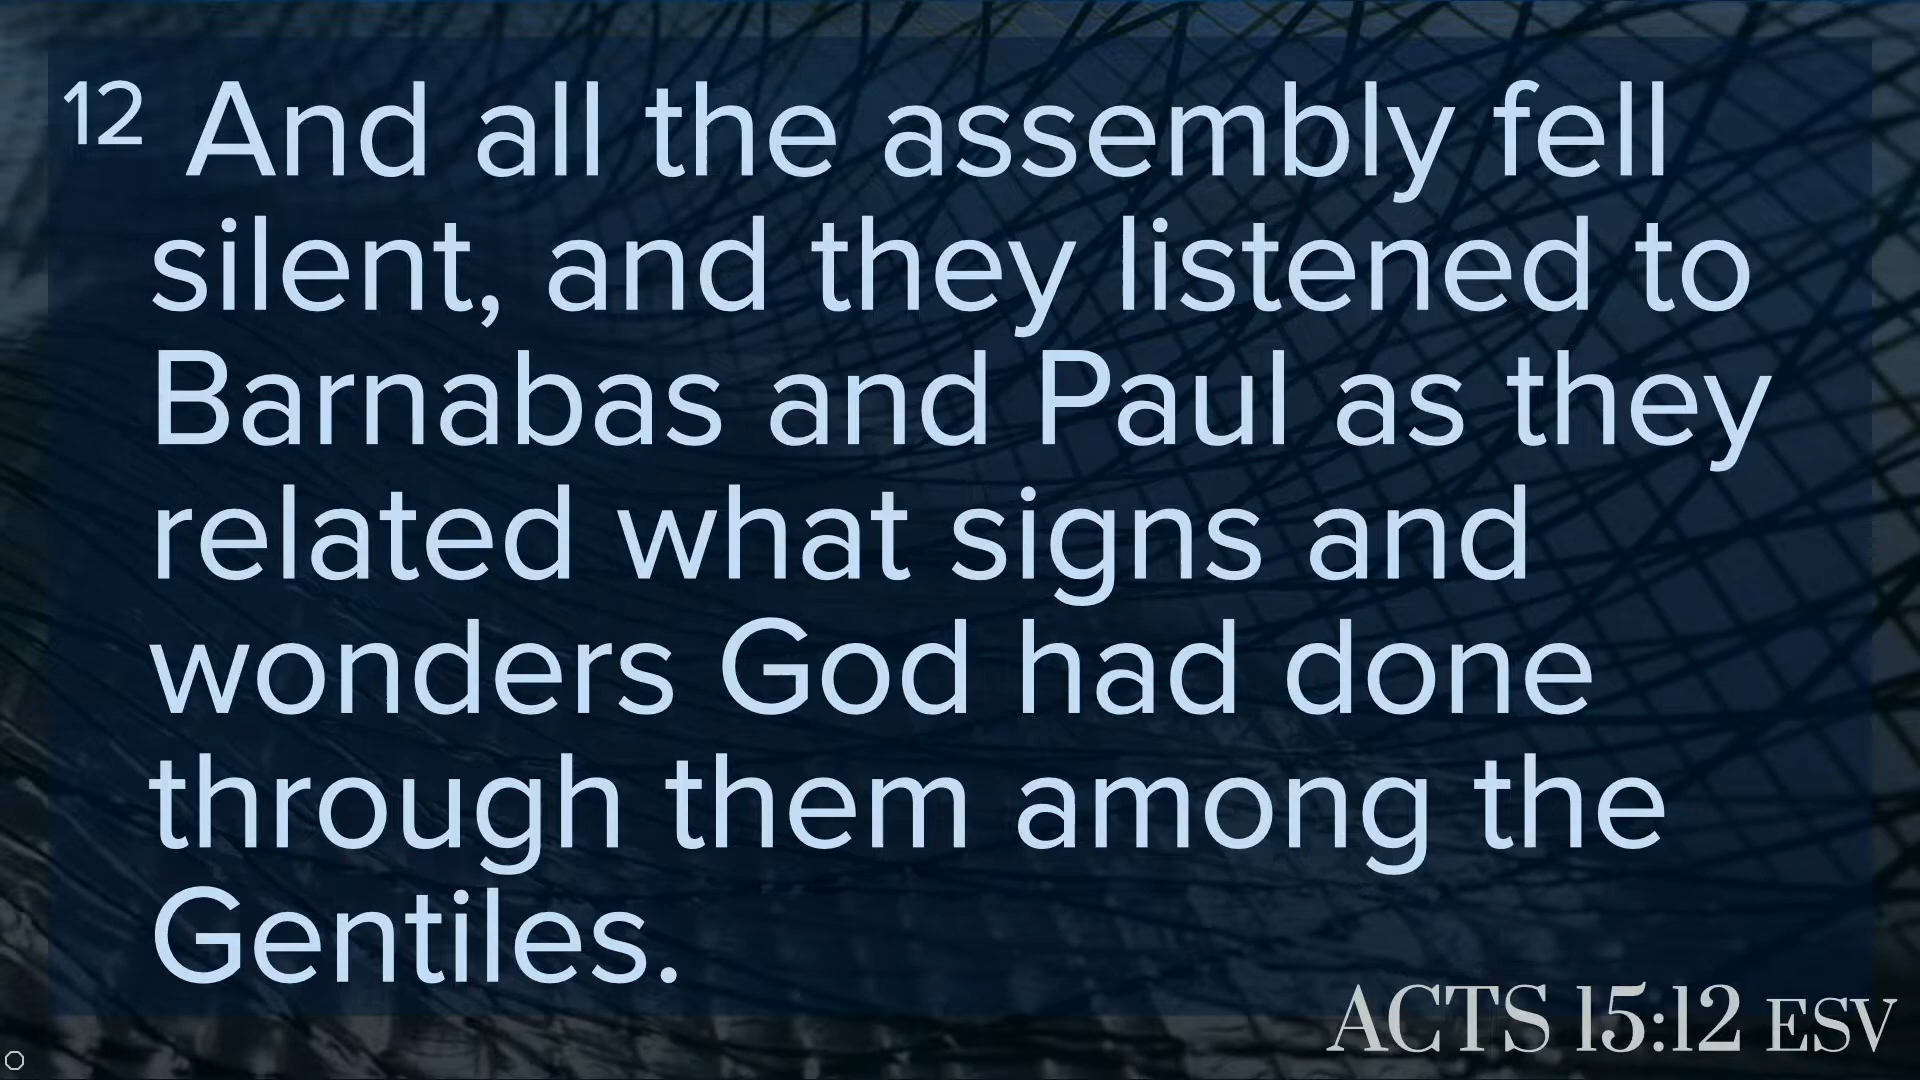 12 And all the assembly fell
silent, and they listened to
Barnabas and Paul as they
related what signs and
wonders God had done
through them among the
Gentiles.
ACTS 15:12 ESV